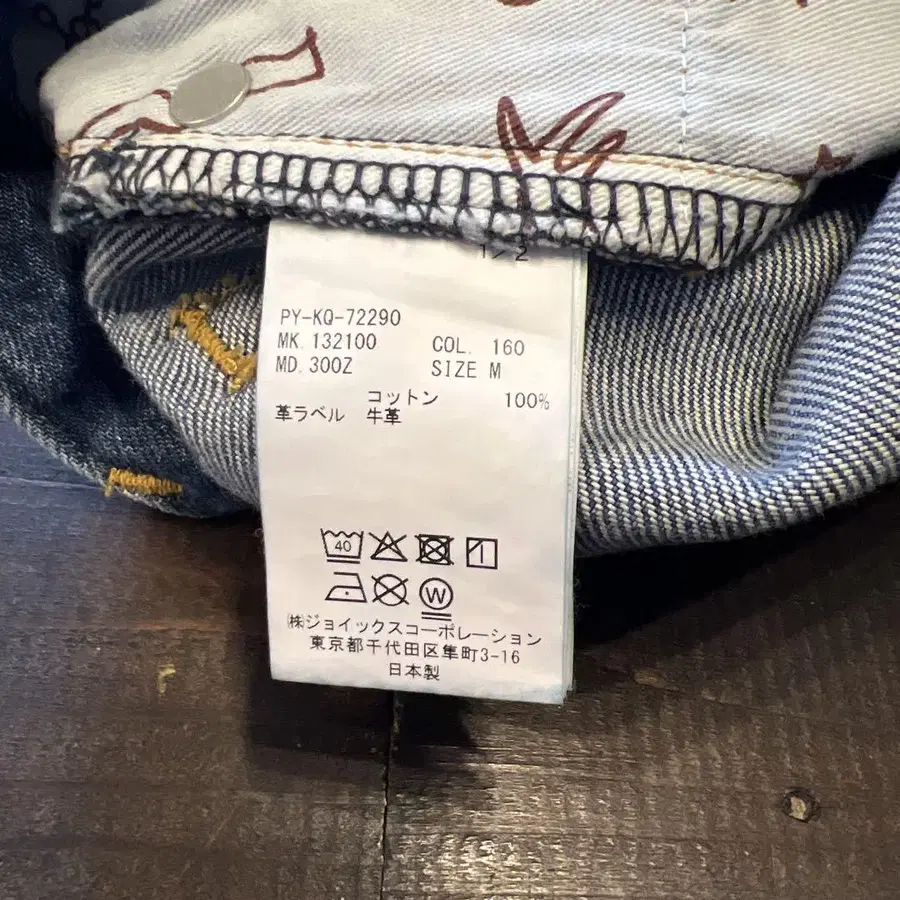 1/2
PY-KQ-72290
MK. 132100 COL. 160
MD. 300Z SIZE M
コットン 100%
革ラベル 牛革
40
W
㈱ジョイックスコーポレーション
東京都千代田区隼町3-16
日本製